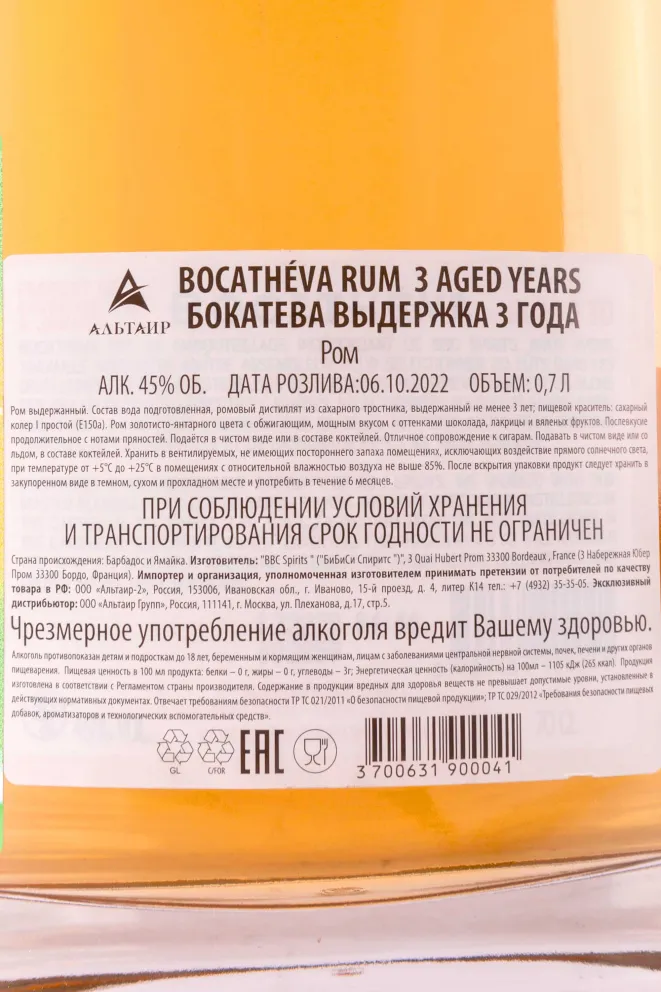 BOCATHÉVA RUM 3 AGED YEARS
АЛЬТАИР
БОКАТЕВА ВЫДЕРЖКА 3 ГОДА
Ром
АЛК. 45% ОБ. ДАТА РОЗЛИВА:06.10.2022 ОБЪЕМ: 0,7 Л
Ром выдержанный. Состав вода подготовленная, ромовый дистиллят из сахарного тростника, выдержанный не менее 3 лет; пищевой краситель: сахарный
колер I простой (Е150а). Ром золотисто-янтарного цвета с обжигающим, мощным вкусом с оттенками шоколада, лакрицы и вяленых фруктов. Послевкусие
продолжительное с нотами пряностей. Подаётся в чистом виде или в составе коктейлей. Отличное сопровождение к сигарам. Подавать в чистом виде или со
льдом, в составе коктейлей. Хранить в вентилируемых, не имеющих постороннего запаха помещениях, исключающих воздействие прямого солнечного света,
при температуре от +5°С до +25°С в помещениях с относительной влажностью воздуха не выше 85%. После вскрытия упаковки продукт следует хранить в
закупоренном виде в темном, сухом и прохладном месте и употребить в течение 6 месяцев.
ПРИ СОБЛЮДЕНИИ УСЛОВИЙ ХРАНЕНИЯ
И ТРАНСПОРТИРОВАНИЯ СРОК ГОДНОСТИ НЕ ОГРАНИЧЕН
Страна происхождения: Барбадос и Ямайка. Изготовитель: "BBC Spirits " ("БиБиСи Спиритс ")", 3 Quai Hubert Prom 33300 Bordeaux , France (3 Набережная Юбер
Пром 33300 Бордо, Франция). Импортер и организация, уполномоченная изготовителем принимать претензии от потребителей по качеству
товара в РФ: ООО «Альтаир-2», Россия, 153006, Ивановская обл., г. Иваново, 15-й проезд, д. 4, литер К14 тел.: +7 (4932) 35-35-05. Эксклюзивный
дистрибьютор: ООО «Альтаир Групп», Россия, 111141, г. Москва, ул. Плеханова, д.17, стр.5.
Чрезмерное употребление алкоголя вредит Вашему здоровью.
Алкоголь противопоказан детям и подросткам до 18 лет, беременным и кормящим женщинам, лицам с заболеваниями центральной нервной системы, почек, печени и других органов
пищеварения. Пищевая ценность в 100 мл продукта: белки – 0 г, жиры – 0 г, углеводы – 3г; Энергетическая ценность (калорийность) на 100мл – 1105 кДж (265 ккал). Продукция
изготовлена в соответствии с Регламентом страны производителя. Содержание в продукции вредных для здоровья веществ не превышает допустимые уровни, установленные в
действующих нормативных документах. Отвечает требованиям безопасности ТР ТС 021/2011 «О безопасности пищевой продукции»; ТР ТС 029/2012 «Требования безопасности пищевых
добавок, ароматизаторов и технологических вспомогательных средств».
GL C/FOR EAC
3 700631 900041